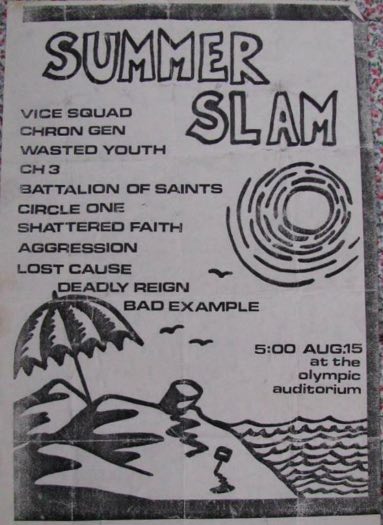 SUMMER
SLAM
VICE SQUAD
CHRON GEN
WASTED YOUTH
CH 3
BATTALION OF SAINTS
CIRCLE ONE
SHATTERED FAITH
AGGRESSION
LOST CAUSE
DEADLY REIGN
BAD EXAMPLE
5:00 AUG.15
at the
olympic
auditorium